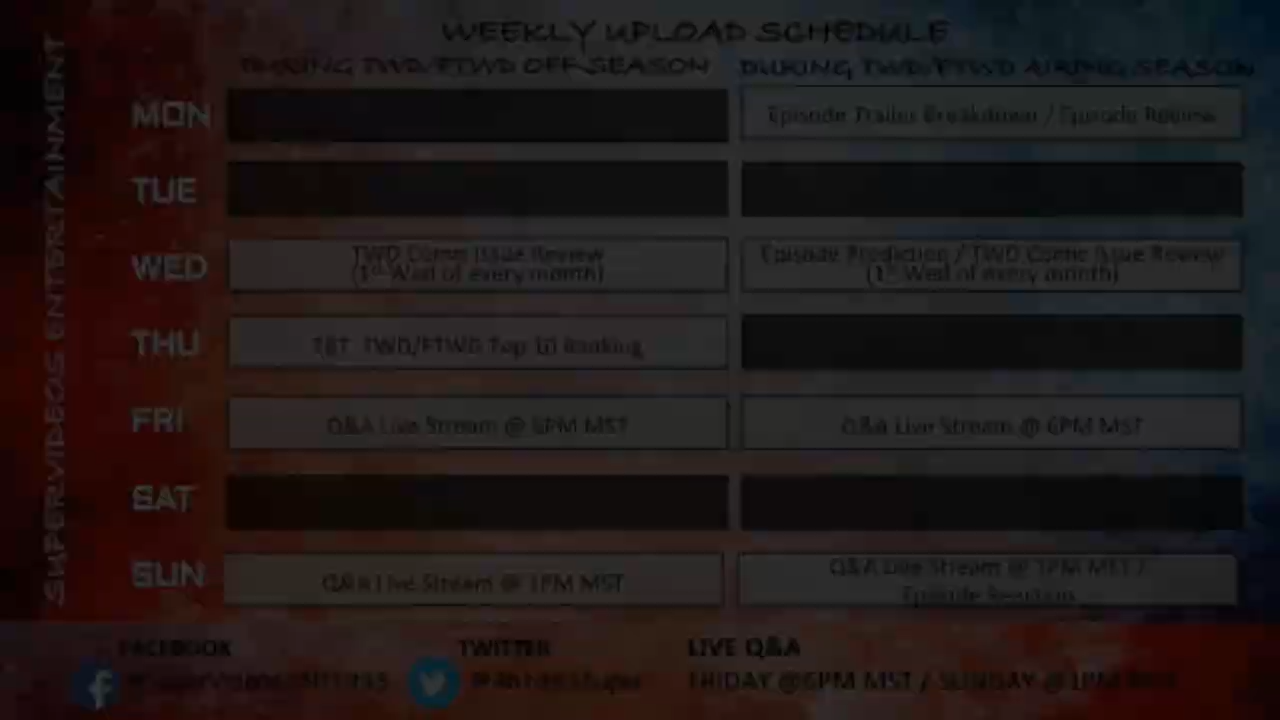 WEEKLY UPLOAD SCHEDULE
DURING TWD/FTWD OFF SEASON
DURING TWD/FTWD AIRING SEASON
SUPERVIDEOS ENTERTAINMENT
MON
Episode Trailer Breakdown / Episode Review
TUE
WED
TWD Comic Issue Review
(1st Wed of every month)
Episode Prediction / TWD Comic Issue Review
(1st Wed of every month)
THU
TBT TWD/FTWD Top 10 Ranking
FRI
Q&A Live Stream @ 6PM MST
Q&A Live Stream @ 6PM MST
SAT
SUN
Q&A Live Stream @ 1PM MST
Q&A Live Stream @ 1PM MST /
Episode
FACEBOOK
TWITTER
LIVE Q&A
FRIDAY @6PM MST / SUNDAY @1PM MST